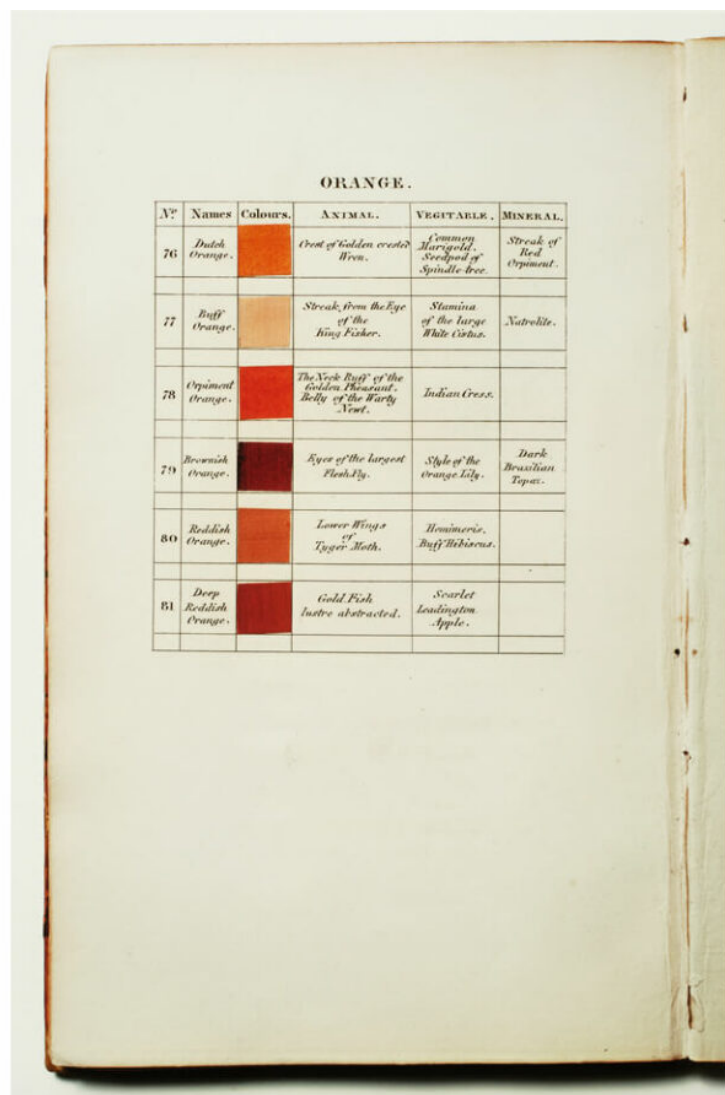 ORANGE.
Nº Names Colours. ANIMAL. VEGITABLE. MINERAL.
76
Dutch
Orange.
Crest of Golden crested
Wren.
Common
Marigold.
Seedpod of
Spindle-tree.
Streak of
Red
Orpiment.
77
Buff
Orange.
Streak from the Eye
of the
King Fisher.
Stamina
of the large
White Cistus.
Natrolite.
78
Orpiment
Orange.
The Neck Ruff of the
Golden Pheasant.
Belly of the Warty
Newt.
Indian Cress.
79
Brownish
Orange.
Eyes of the largest
Flesh Fly.
Style of the
Orange Lily.
Dark
Brazilian
Topaz.
80
Reddish
Orange.
Lower Wings
of
Tyger Moth.
Hemimeris.
Buff Hibiscus.
81
Deep
Reddish
Orange.
Gold Fish
lustre abstracted.
Scarlet
Leadington
Apple.